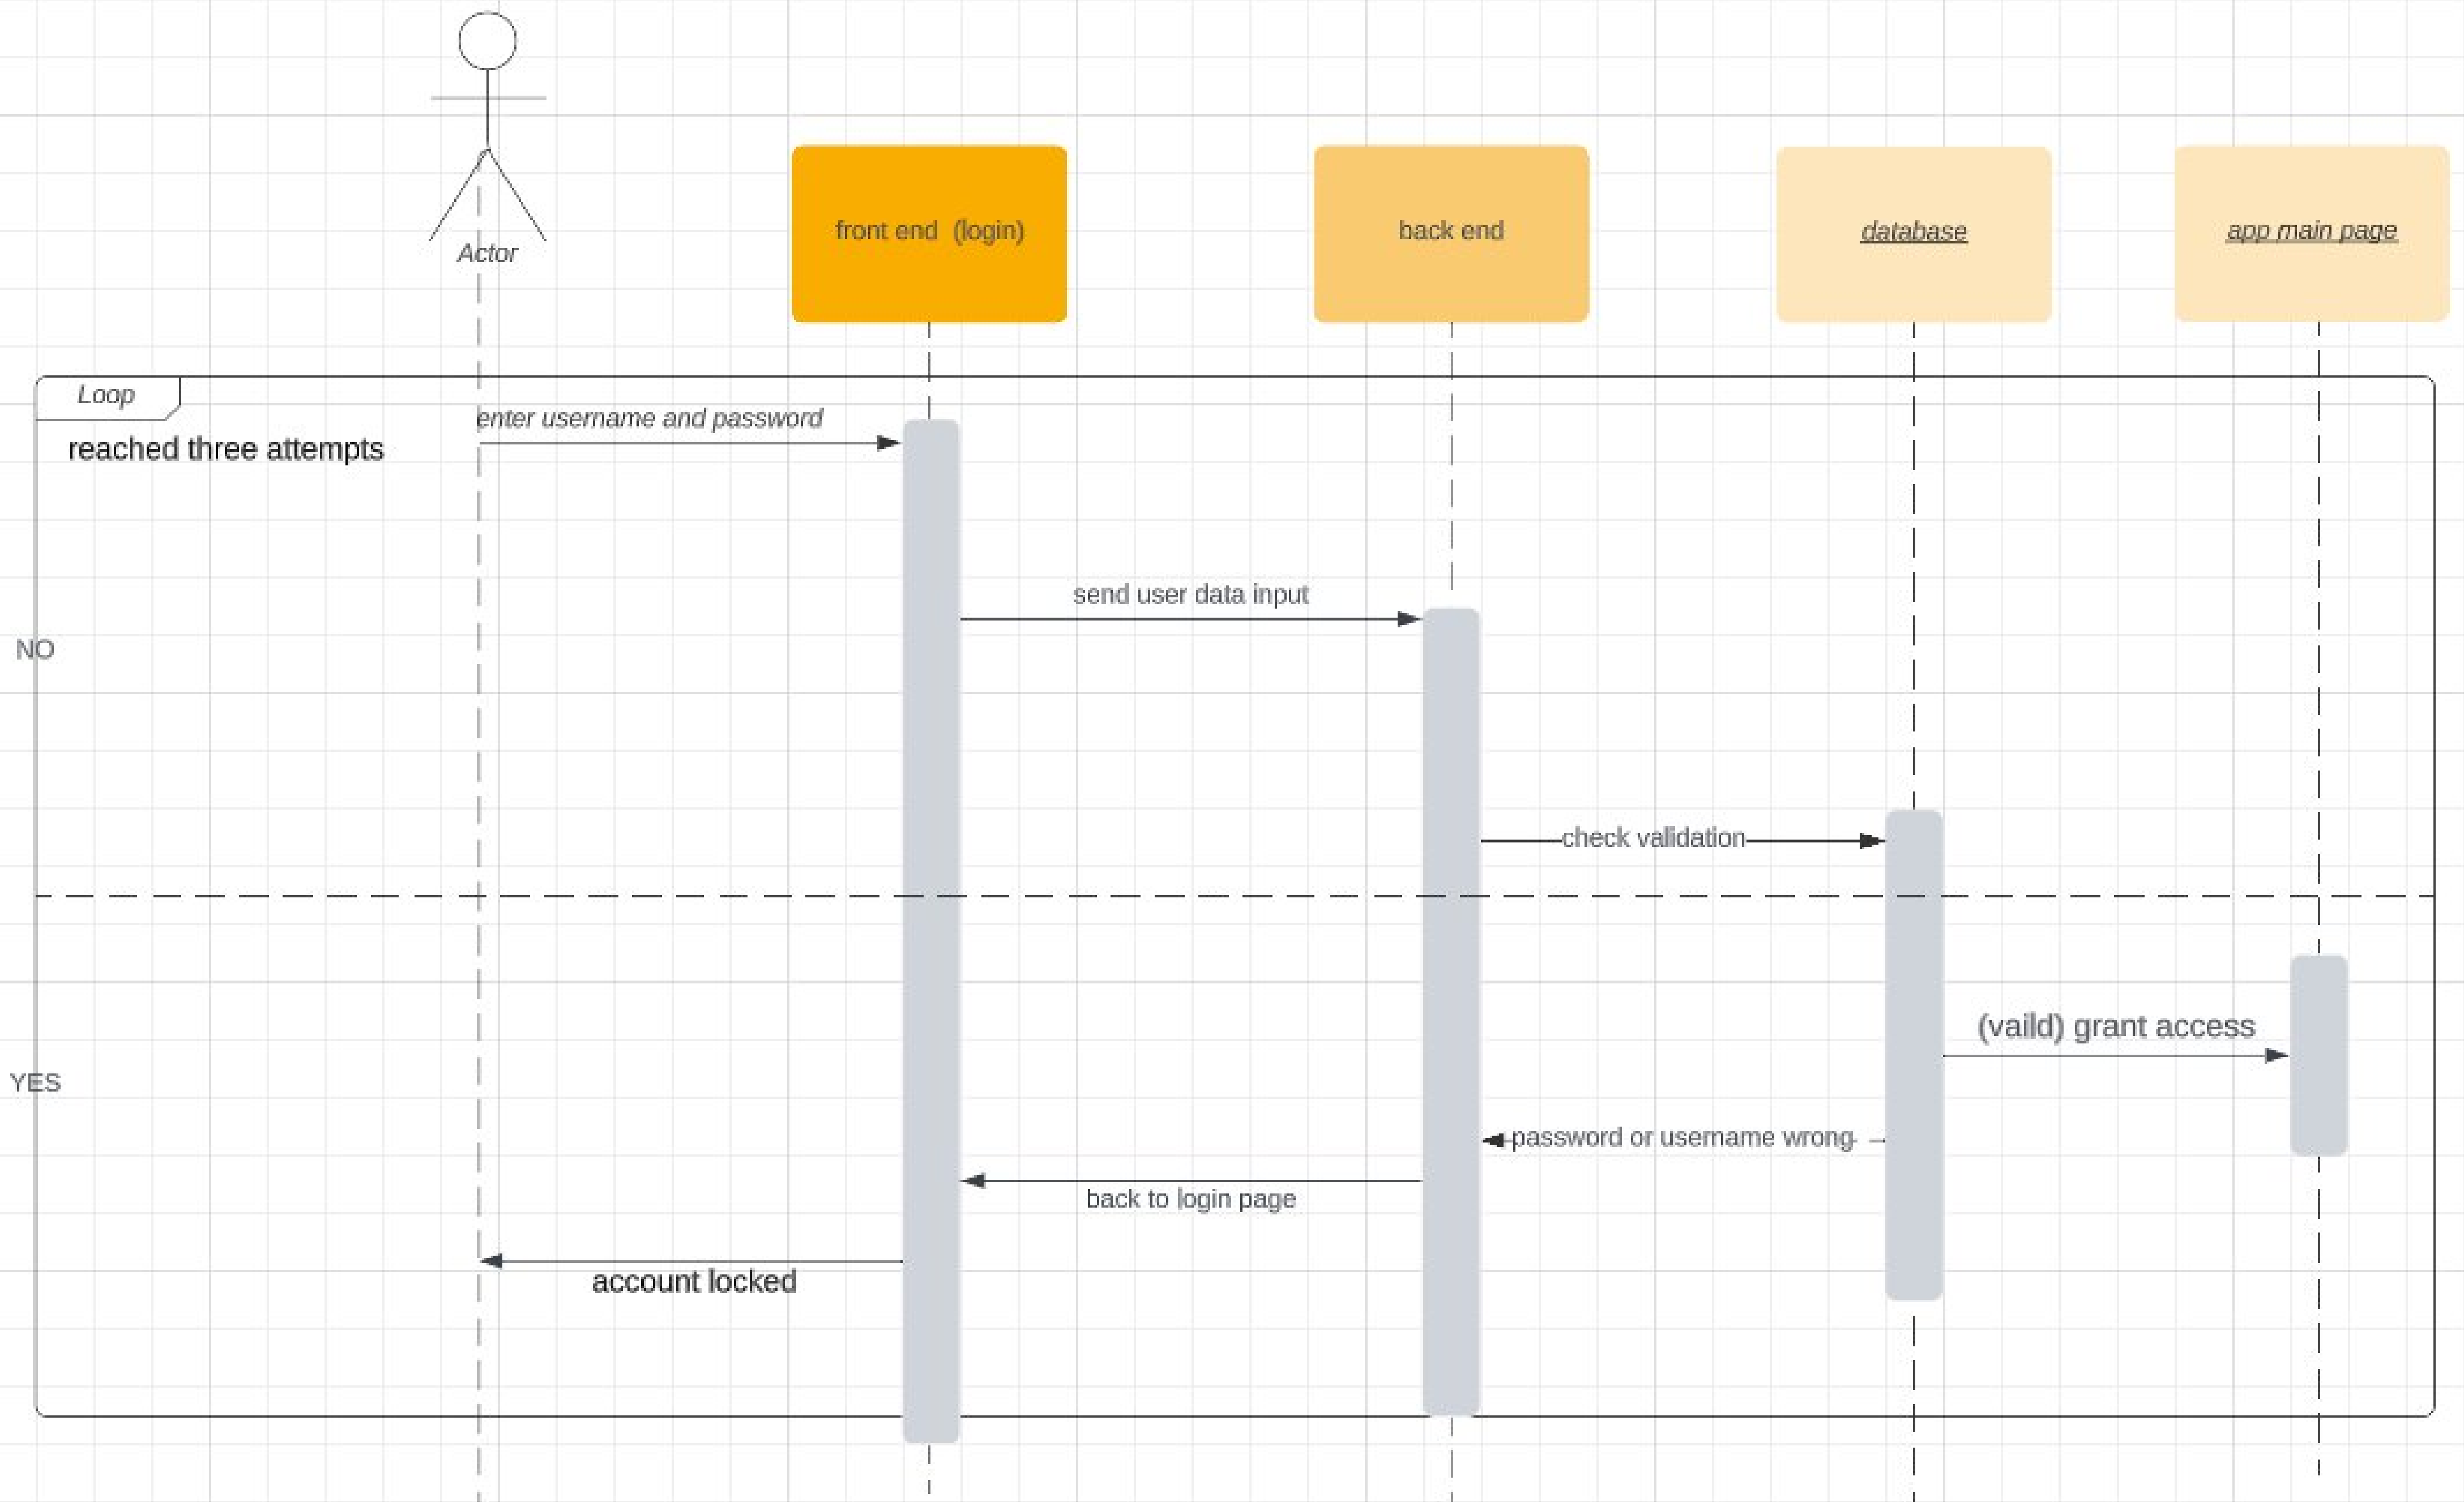 Actor
front end (login)
back end
database
app main page
Loop
enter username and password
reached three attempts
send user data input
NO
check validation
(vaild) grant access
YES
password or username wrong
back to login page
account locked